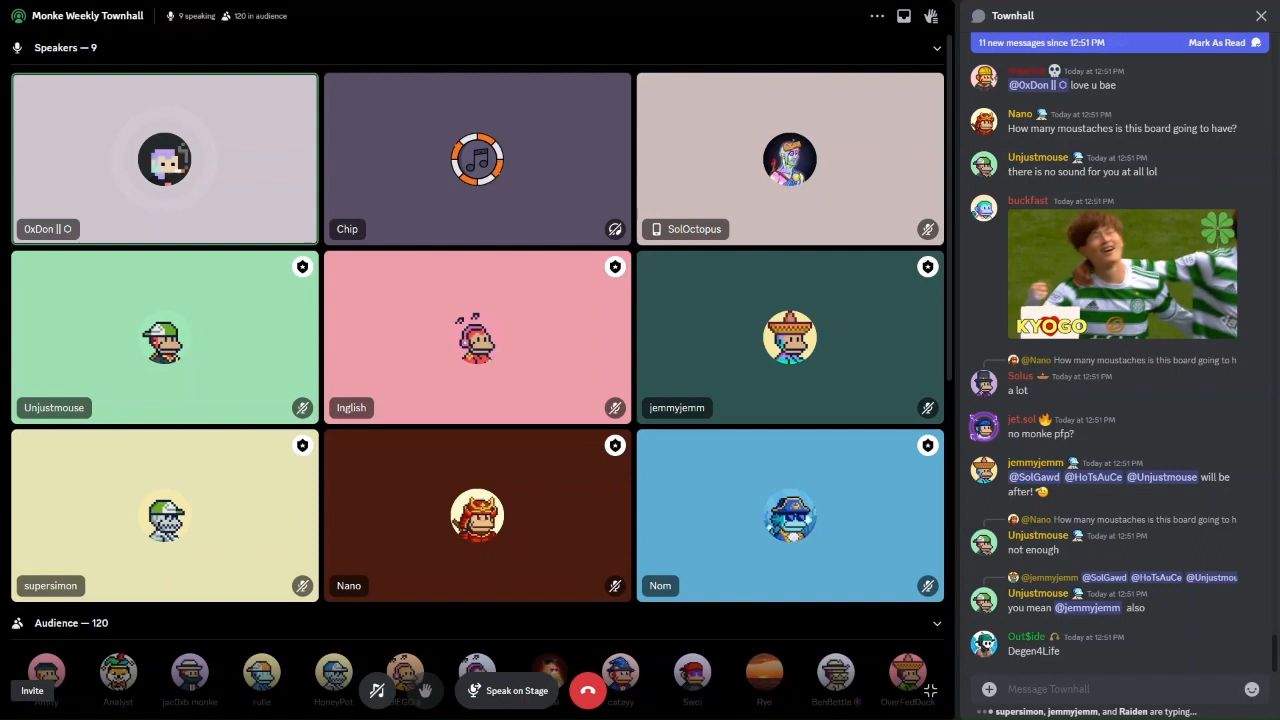 Monke Weekly Townhall
9 speaking
120 in audience
Speakers — 9
0xDon || O
Chip
SolOctopus
Unjustmouse
Inglish
jemmyjemm
supersimon
Nano
Nom
Audience — 120
Analyst
jac0xb.monke
rulle
HoneyPot
catayy
Swoi
Ryo
BenBottle
OverFedDuck
Invite
Speak on Stage
Townhall
11 new messages since 12:51 PM
Mark As Read
Today at 12:51 PM
@0xDon || O love u bae
Nano Today at 12:51 PM
How many moustaches is this board going to have?
Unjustmouse Today at 12:51 PM
there is no sound for you at all lol
buckfast Today at 12:51 PM
KYOGO
@Nano How many moustaches is this board going to h
Solus Today at 12:51 PM
a lot
jet.sol Today at 12:51 PM
no monke pfp?
jemmyjemm Today at 12:51 PM
@SolGawd @HoTsAuCe @Unjustmouse will be
after!
@Nano How many moustaches is this board going to h
Unjustmouse Today at 12:51 PM
not enough
@jemmyjemm @SolGawd @HoTsAuCe @Unjustmou
Unjustmouse Today at 12:51 PM
you mean @jemmyjemm also
Out$ide Today at 12:51 PM
Degen4Life
Message Townhall
supersimon, jemmyjemm, and Raiden are typing...